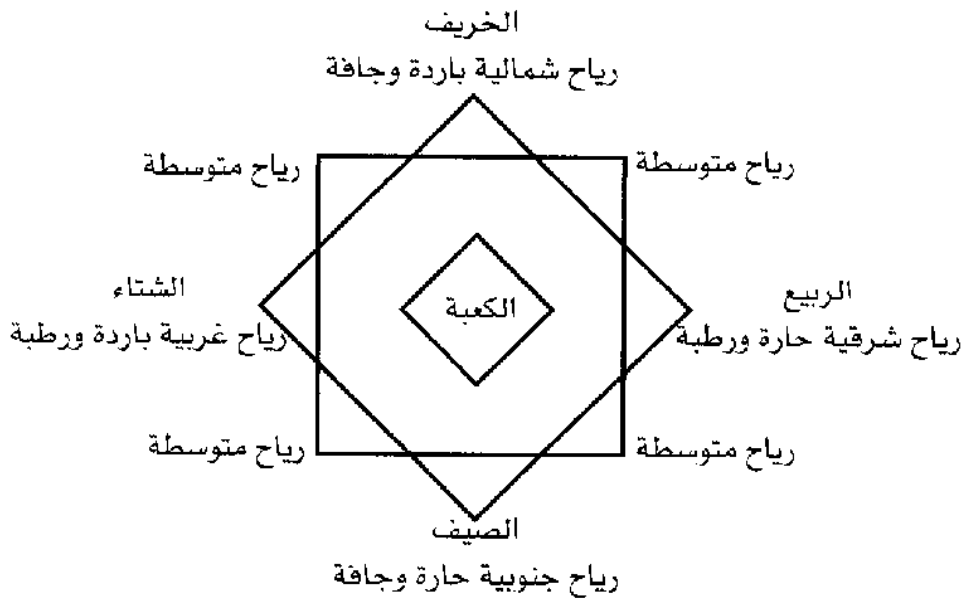 الخريف
رياح شمالية باردة وجافة
رياح متوسطة
رياح متوسطة
الربيع
رياح شرقية حارة ورطبة
الكعبة
الشتاء
رياح غربية باردة ورطبة
رياح متوسطة
رياح متوسطة
الصيف
رياح جنوبية حارة وجافة